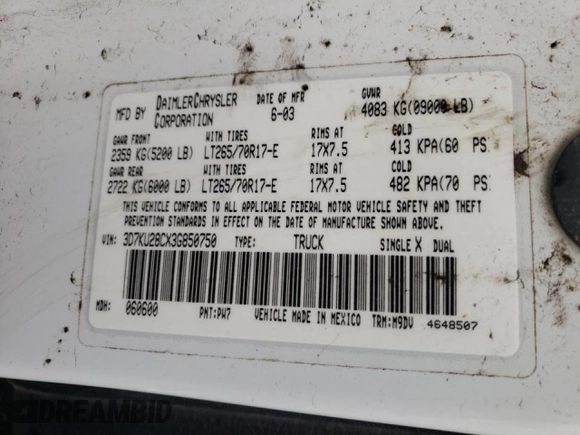 MFD BY DAIMLERCHRYSLER CORPORATION
DATE OF MFR 6-03
GVWR 4083 KG(09000 LB)
GAWR FRONT WITH TIRES RIMS AT COLD
2359 KG(5200 LB) LT265/70R17-E 17X7.5 413 KPA(60 PS
GAWR REAR WITH TIRES RIMS AT COLD
2722 KG(6000 LB) LT265/70R17-E 17X7.5 482 KPA(70 PS
THIS VEHICLE CONFORMS TO ALL APPLICABLE FEDERAL MOTOR VEHICLE SAFETY AND THEFT
PREVENTION STANDARDS IN EFFECT ON THE DATE OF MANUFACTURE SHOWN ABOVE.
VIN: 3D7KU28CX3G850750 TYPE: TRUCK SINGLE X DUAL
MDH: 060600 PNT:PW7 VEHICLE MADE IN MEXICO TRM:M9DV 4648507
DREAMBID